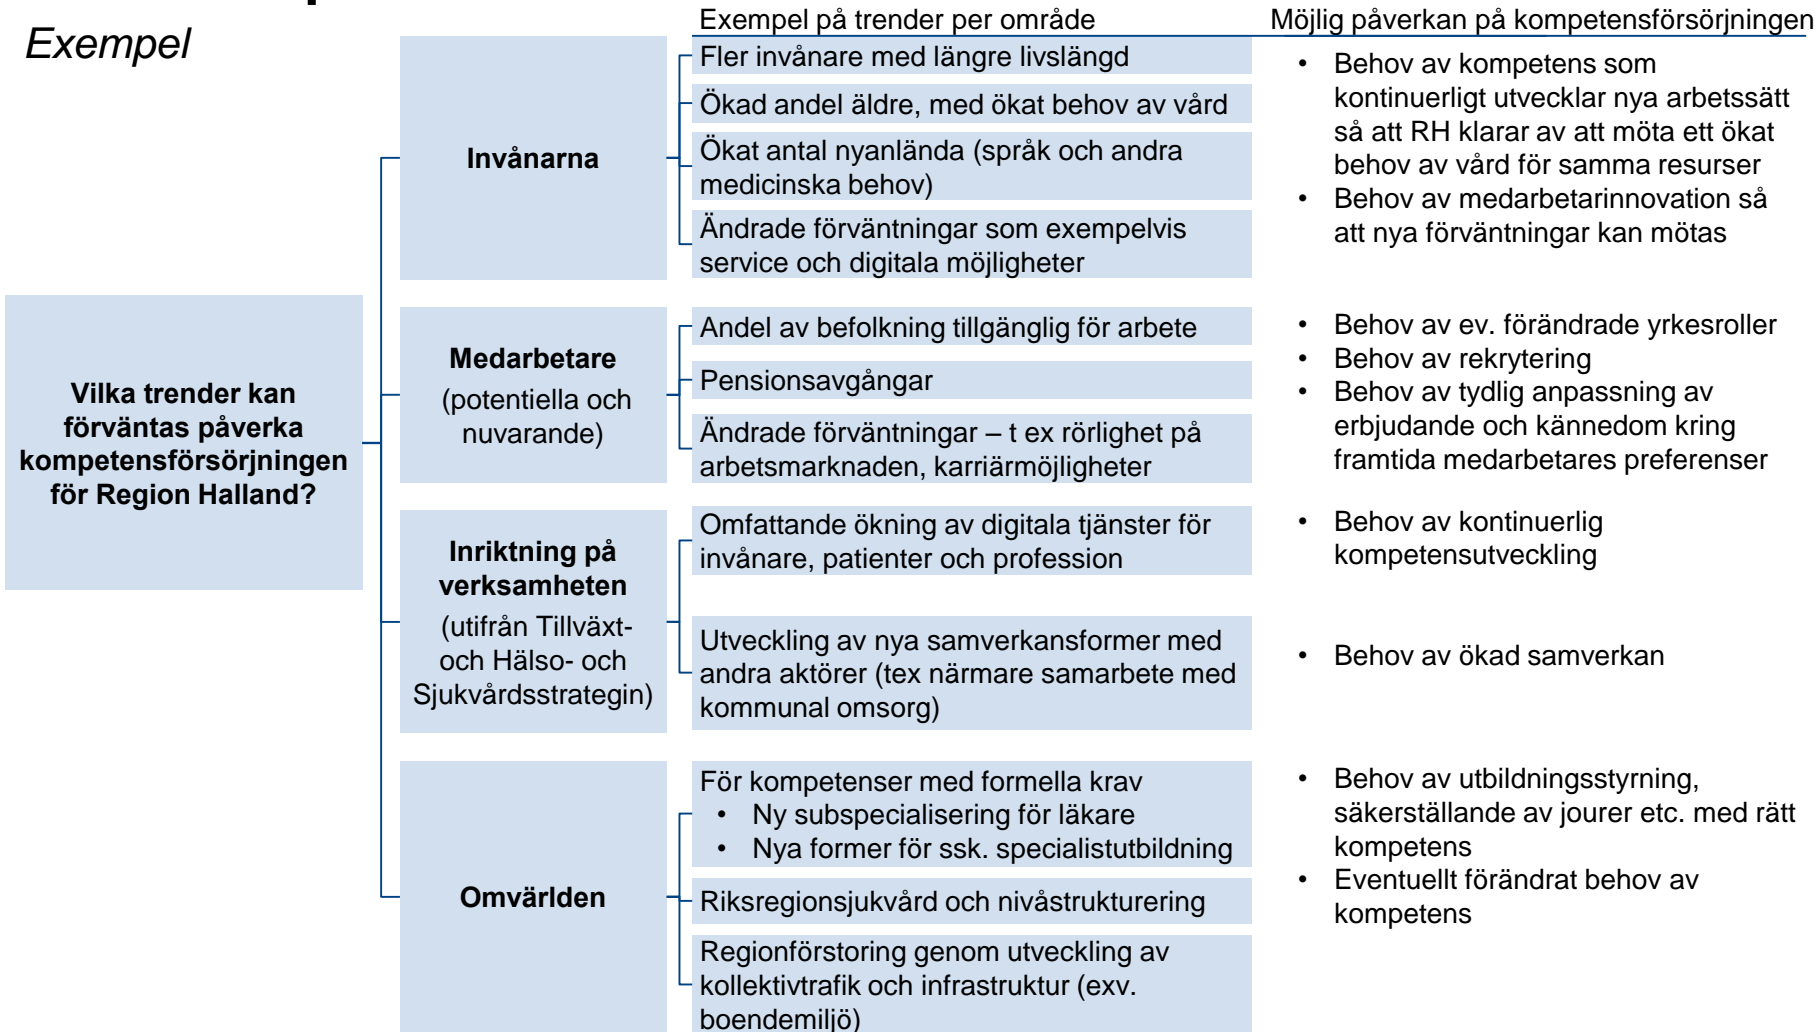 Exempel
Exempel på trender per område
Möjlig påverkan på kompetensförsörjningen
Vilka trender kan
förväntas påverka
kompetensförsörjningen
för Region Halland?
Invånarna
Fler invånare med längre livslängd
Ökad andel äldre, med ökat behov av vård
Ökat antal nyanlända (språk och andra
medicinska behov)
Ändrade förväntningar som exempelvis
service och digitala möjligheter
• Behov av kompetens som
kontinuerligt utvecklar nya arbetssätt
så att RH klarar av att möta ett ökat
behov av vård för samma resurser
• Behov av medarbetarinnovation så
att nya förväntningar kan mötas
Medarbetare
(potentiella och
nuvarande)
Andel av befolkning tillgänglig för arbete
Pensionsavgångar
Ändrade förväntningar – t ex rörlighet på
arbetsmarknaden, karriärmöjligheter
• Behov av ev. förändrade yrkesroller
• Behov av rekrytering
• Behov av tydlig anpassning av
erbjudande och kännedom kring
framtida medarbetares preferenser
Inriktning på
verksamheten
(utifrån Tillväxt-
och Hälso- och
Sjukvårdsstrategin)
Omfattande ökning av digitala tjänster för
invånare, patienter och profession
Utveckling av nya samverkansformer med
andra aktörer (tex närmare samarbete med
kommunal omsorg)
• Behov av kontinuerlig
kompetensutveckling
• Behov av ökad samverkan
Omvärlden
För kompetenser med formella krav
• Ny subspecialisering för läkare
• Nya former för ssk. specialistutbildning
Riksregionsjukvård och nivåstrukturering
Regionförstoring genom utveckling av
kollektivtrafik och infrastruktur (exv.
boendemiljö)
• Behov av utbildningsstyrning,
säkerställande av jourer etc. med rätt
kompetens
• Eventuellt förändrat behov av
kompetens